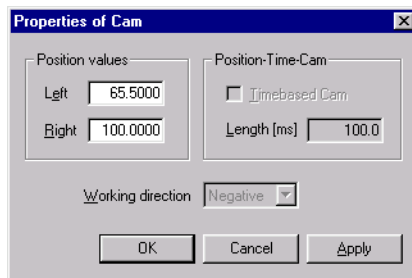 Properties of Cam
Position values
Left 65.5000
Right 100.0000
Position-Time-Cam
Timebased Cam
Length [ms] 100.0
Working direction Negative
OK Cancel Apply